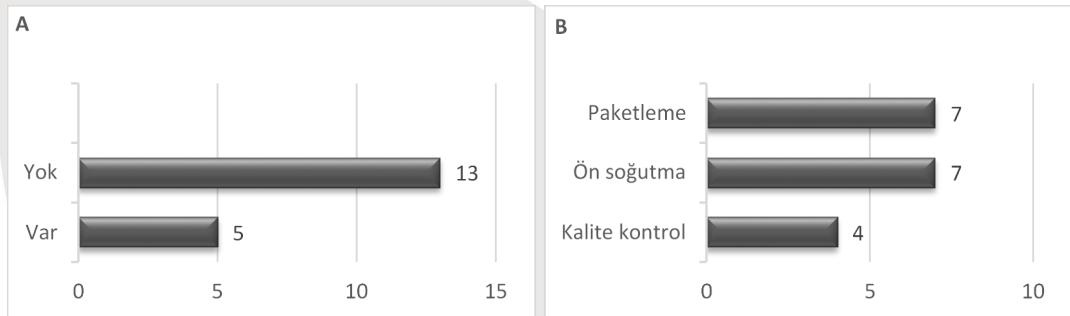 A
Yok 13
Var 5
0 5 10 15
B
Paketleme 7
Ön soğutma 7
Kalite kontrol 4
0 5 10